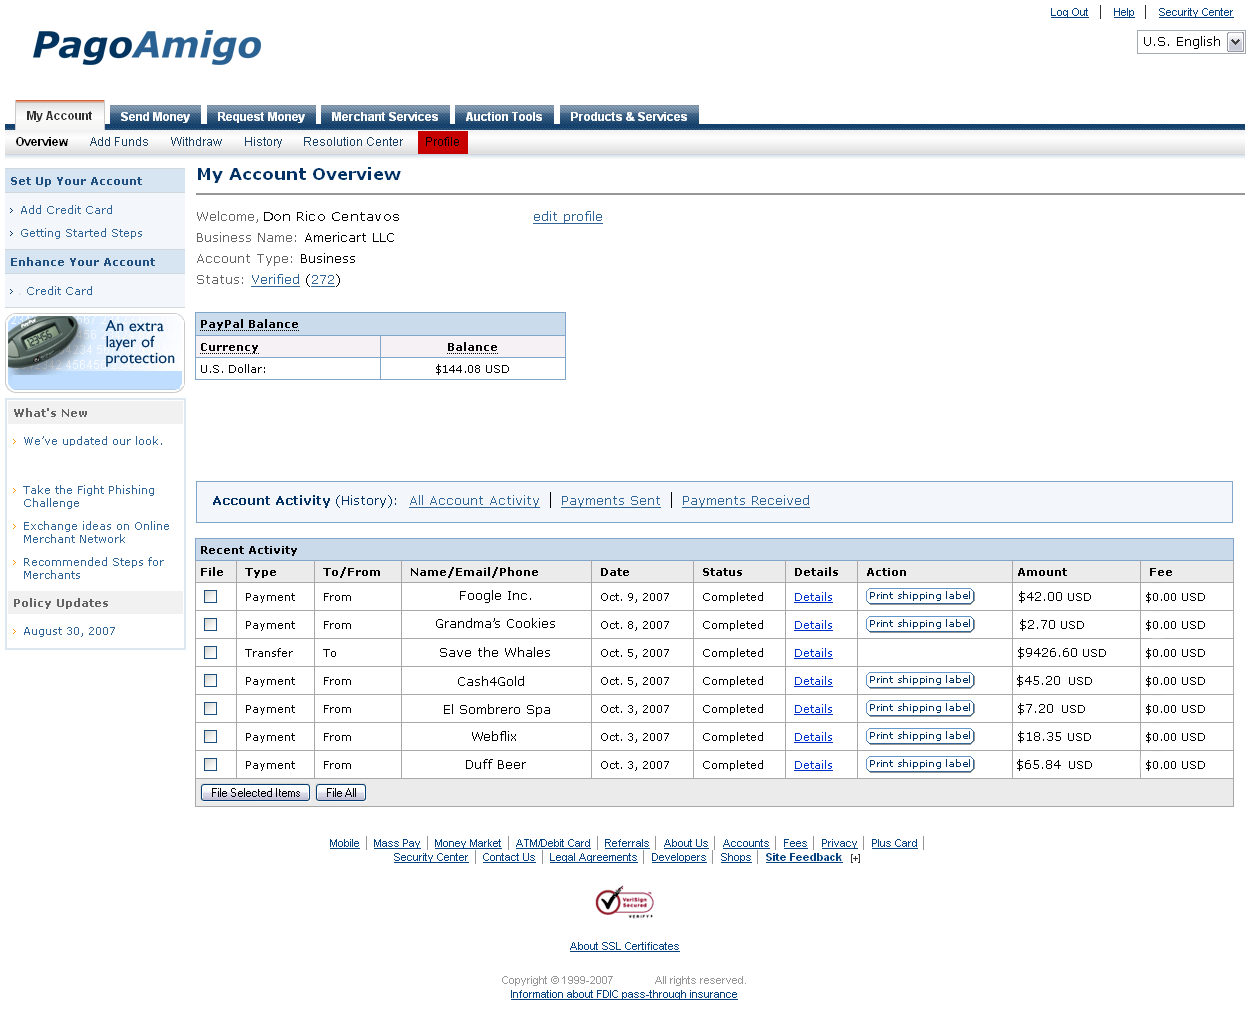 Log Out | Help | Security Center
PagoAmigo
U.S. English
My Account Send Money Request Money Merchant Services Auction Tools Products & Services
Overview Add Funds Withdraw History Resolution Center Profile
Set Up Your Account
Add Credit Card
Getting Started Steps
Enhance Your Account
Credit Card
An extra
layer of
protection
What's New
We've updated our look.
Take the Fight Phishing
Challenge
Exchange ideas on Online
Merchant Network
Recommended Steps for
Merchants
Policy Updates
August 30, 2007
My Account Overview
Welcome, Don Rico Centavos edit profile
Business Name: Americart LLC
Account Type: Business
Status: Verified (272)
PayPal Balance
Currency Balance
U.S. Dollar: $144.08 USD
Account Activity (History): All Account Activity | Payments Sent | Payments Received
Recent Activity
File Type To/From Name/Email/Phone Date Status Details Action Amount Fee
Payment From Foogle Inc. Oct. 9, 2007 Completed Details Print shipping label $42.00 USD $0.00 USD
Payment From Grandma's Cookies Oct. 8, 2007 Completed Details Print shipping label $2.70 USD $0.00 USD
Transfer To Save the Whales Oct. 5, 2007 Completed Details $9426.60 USD $0.00 USD
Payment From Cash4Gold Oct. 5, 2007 Completed Details Print shipping label $45.20 USD $0.00 USD
Payment From El Sombrero Spa Oct. 3, 2007 Completed Details Print shipping label $7.20 USD $0.00 USD
Payment From Webflix Oct. 3, 2007 Completed Details Print shipping label $18.35 USD $0.00 USD
Payment From Duff Beer Oct. 3, 2007 Completed Details Print shipping label $65.84 USD $0.00 USD
File Selected Items File All
Mobile | Mass Pay | Money Market | ATM/Debit Card | Referrals | About Us | Accounts | Fees | Privacy | Plus Card |
Security Center | Contact Us | Legal Agreements | Developers | Shops | Site Feedback [+]
VeriSign
Secured
VERIFY
About SSL Certificates
Copyright © 1999-2007 All rights reserved.
Information about FDIC pass-through insurance